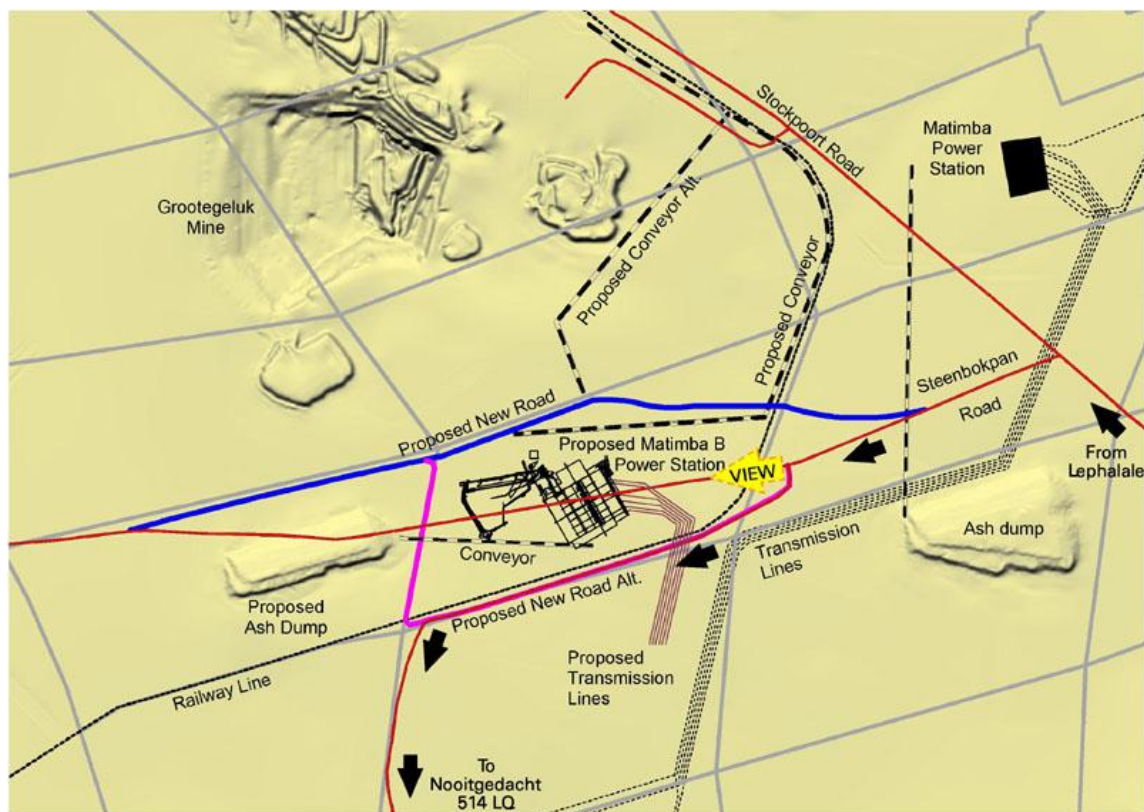 Stockpoort Road
Matimba
Power
Station
Grootegeluk
Mine
Proposed Conveyor Alt.
Proposed Conveyor
Steenbokpan
Road
Proposed New Road
From
Lephalale
Proposed Matimba B
Power Station
VIEW
Conveyor
Transmission
Lines
Ash dump
Proposed
Ash Dump
Proposed New Road Alt.
Proposed
Transmission
Lines
Railway Line
To
Nooitgedacht
514 LQ